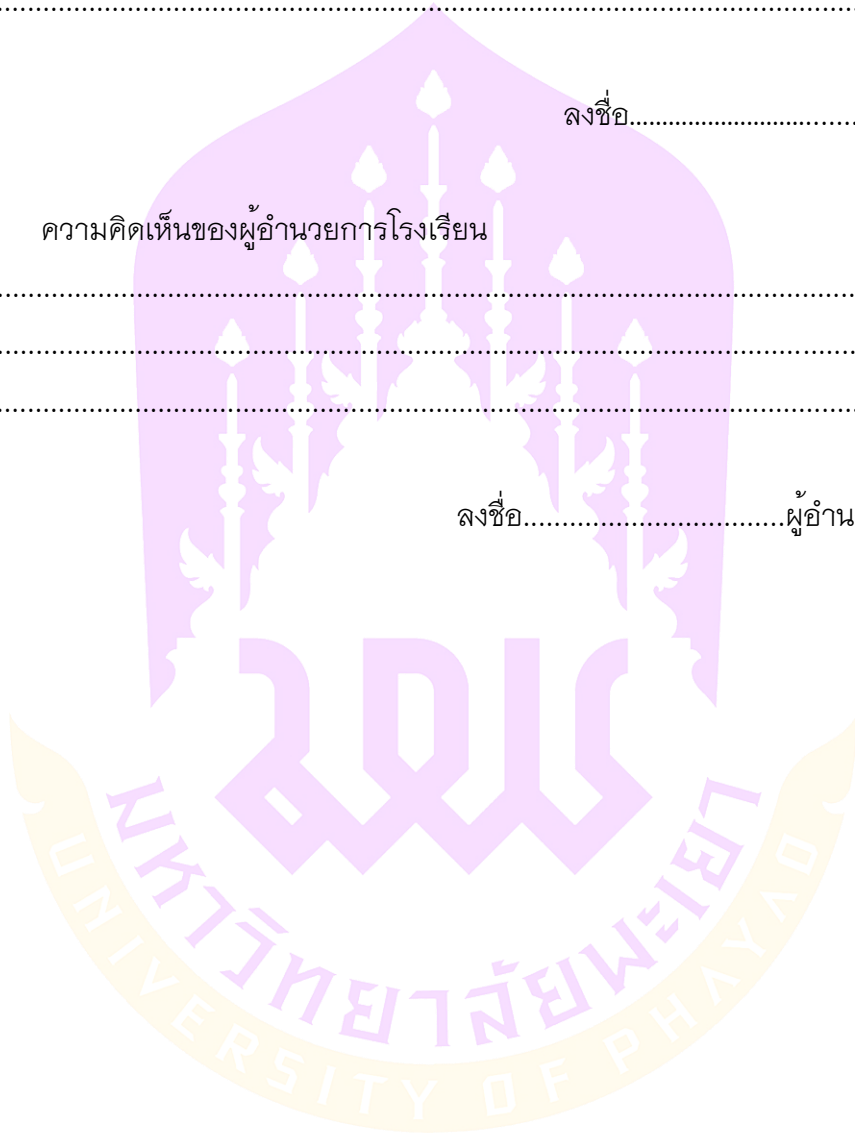 ................................................................................................................
ลงชื่อ................................
ความคิดเห็นของผู้อำนวยการโรงเรียน
................................................................................................................
................................................................................................................
................................................................................................................
ลงชื่อ..................................ผู้อำน
มหาวิทยาลัยพะเยา
UNIVERSITY OF PHAYAO